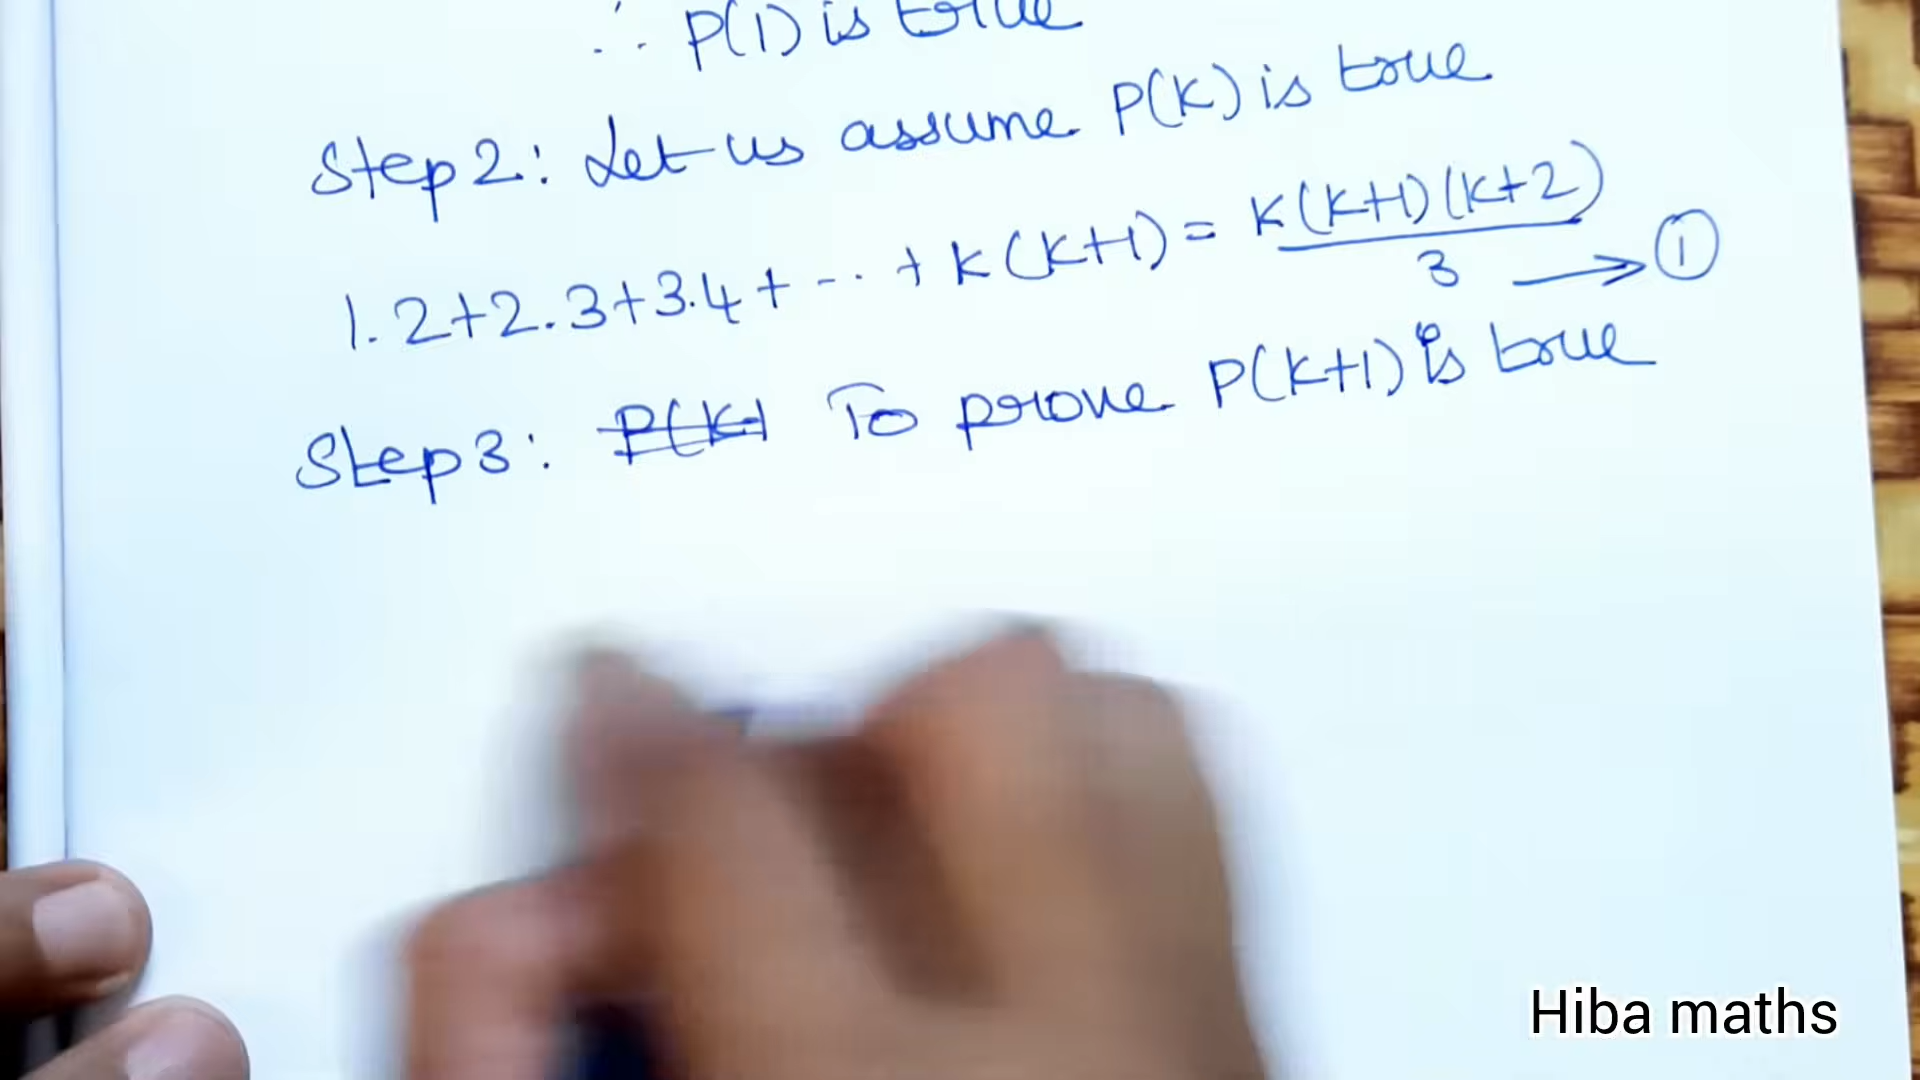 ∴ P(1) is true
Step 2: Let us assume P(K) is true
1.2+2.3+3.4+ --- + K(K+1) = K(K+1)(K+2)
3 → ①
Step 3: P(K) To prove P(K+1) is true
Hiba maths